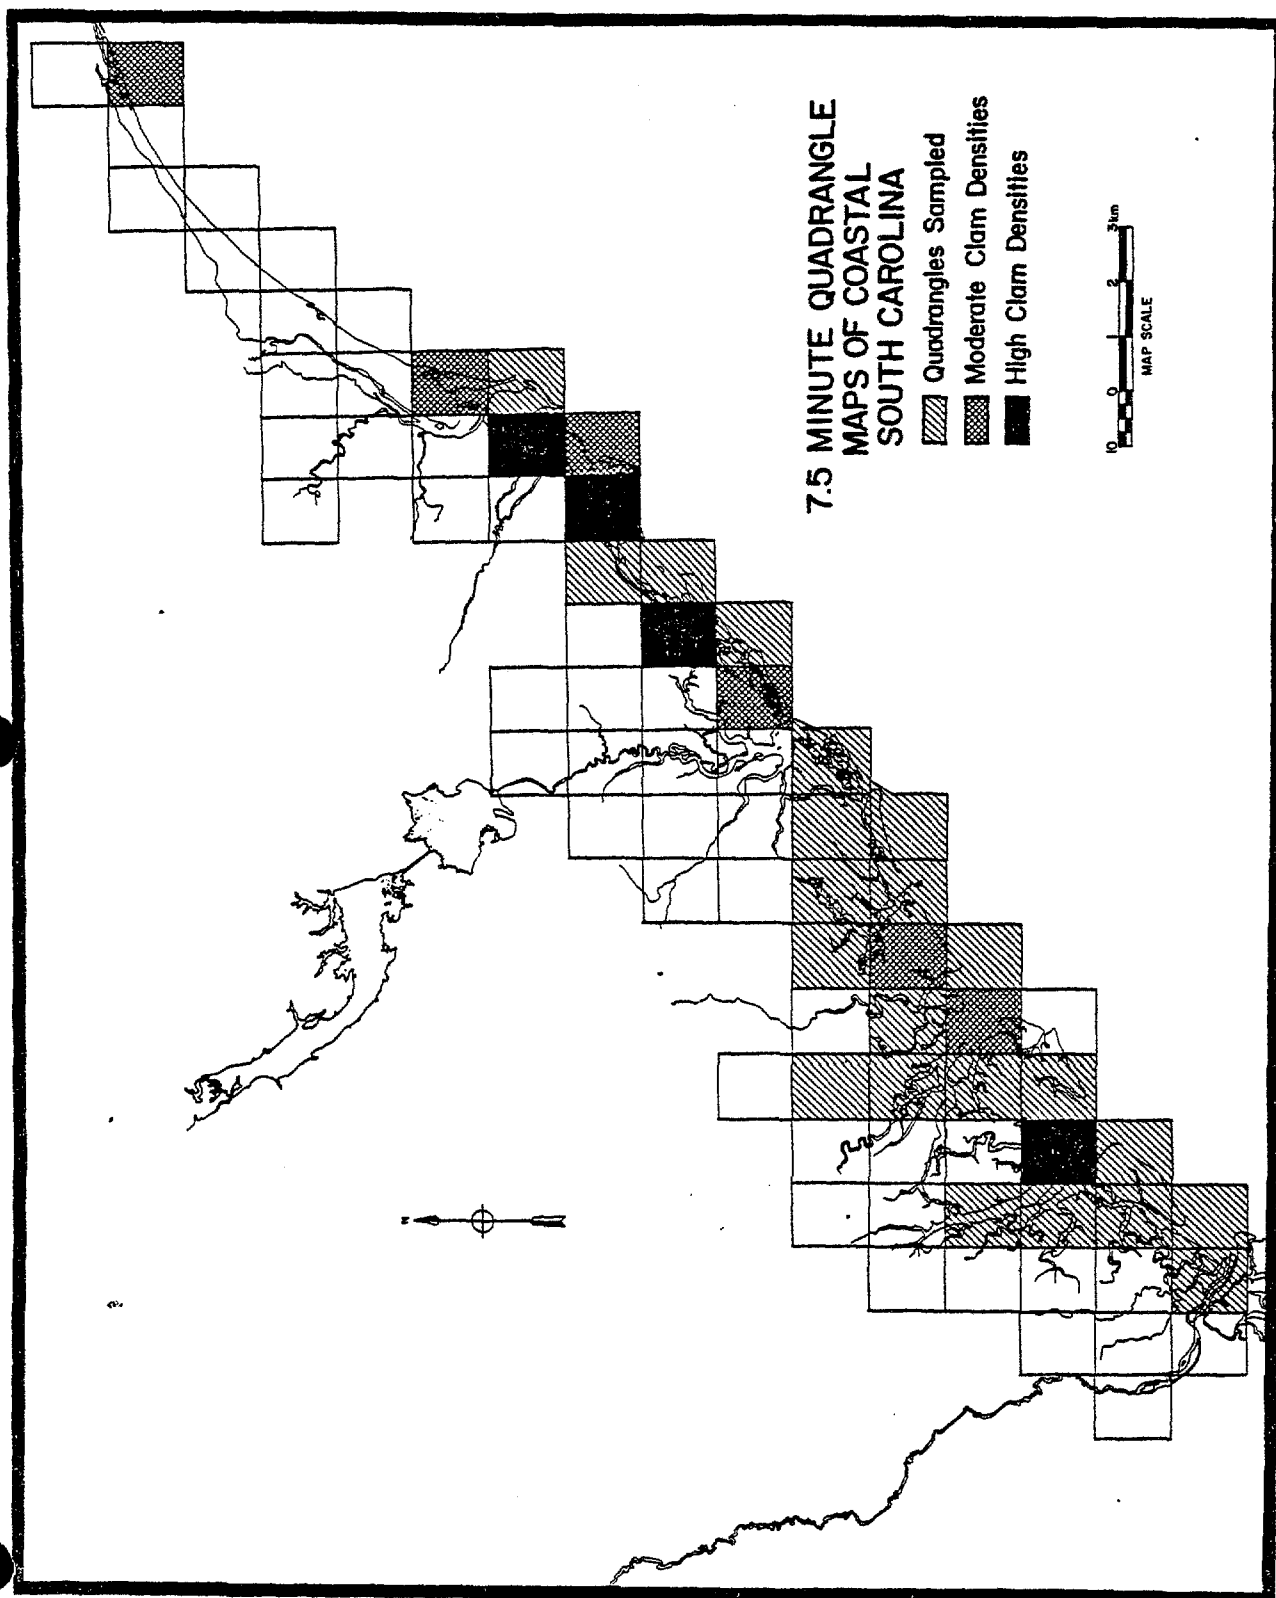 7.5 MINUTE QUADRANGLE
MAPS OF COASTAL
SOUTH CAROLINA
Quadrangles Sampled
Moderate Clam Densities
High Clam Densities
10 0 2 3km
MAP SCALE
N